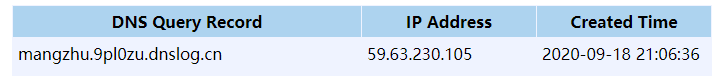 DNS Query Record IP Address Created Time
mangzhu.9pl0zu.dnslog.cn 59.63.230.105 2020-09-18 21:06:36